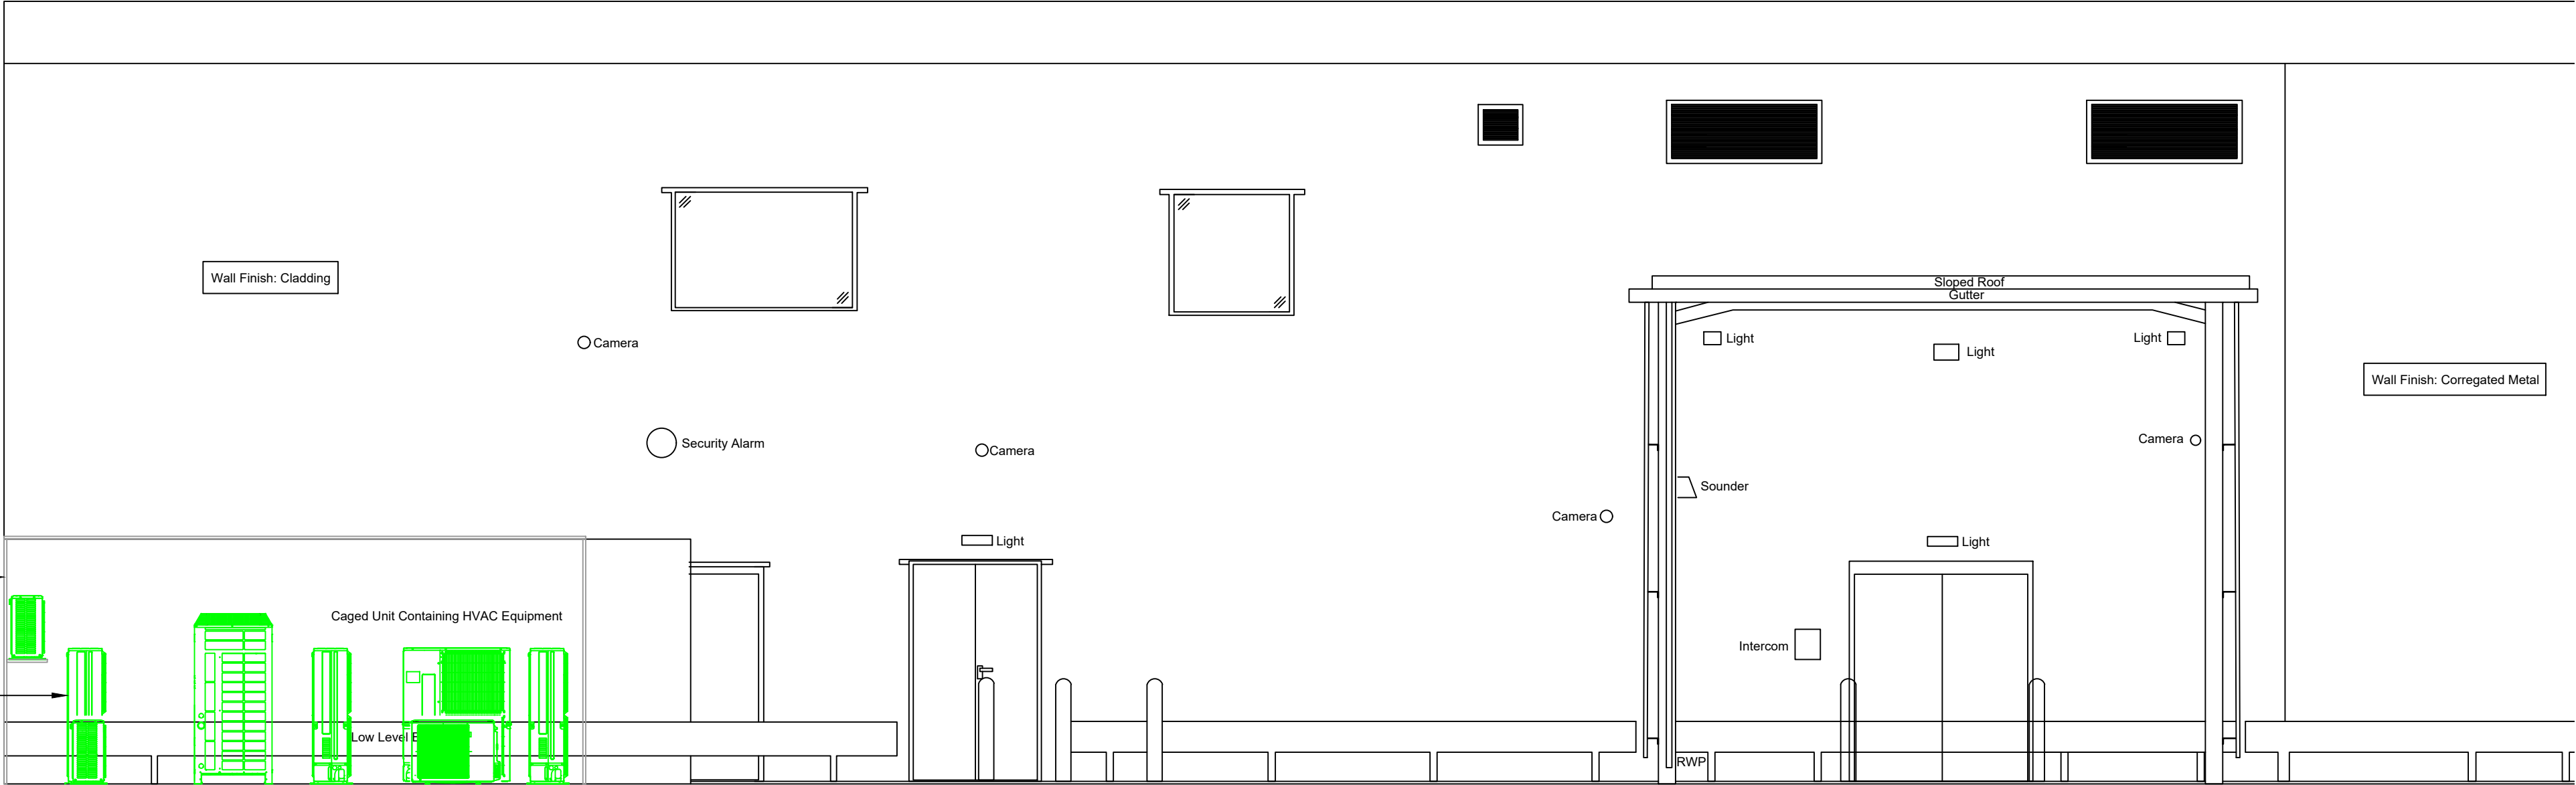 Sloped Roof
Gutter
Wall Finish: Cladding
Light
Light
Light
Camera
Wall Finish: Corregated Metal
Security Alarm
Camera
Camera
Sounder
Camera
Light
Light
Caged Unit Containing HVAC Equipment
Intercom
Low Level
RWP